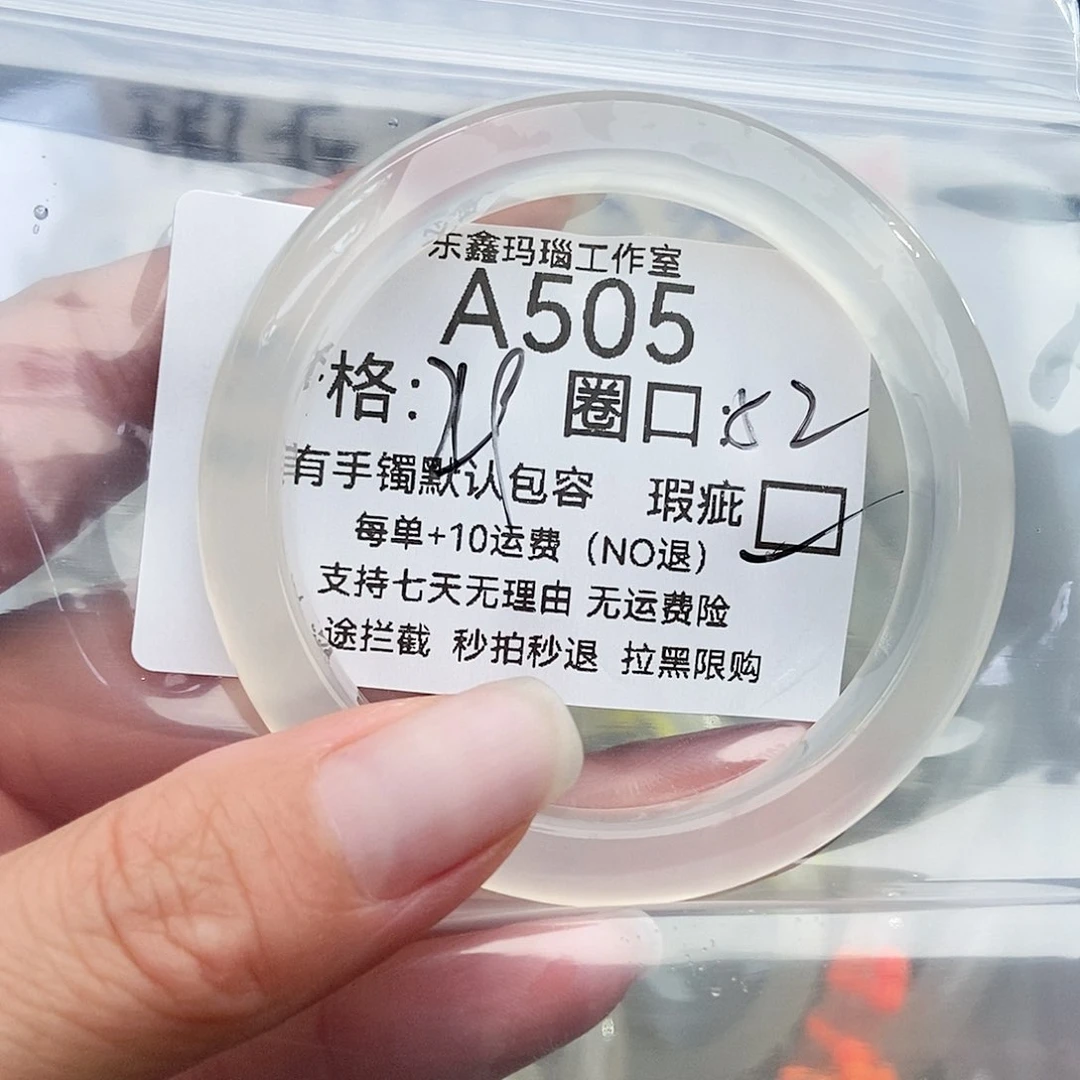 东鑫玛瑙工作室
A505
格: 圈口:52
有手镯默认包容 瑕疵
每单+10运费（NO退）
支持七天无理由 无运费险
途拦截 秒拍秒退 拉黑限购